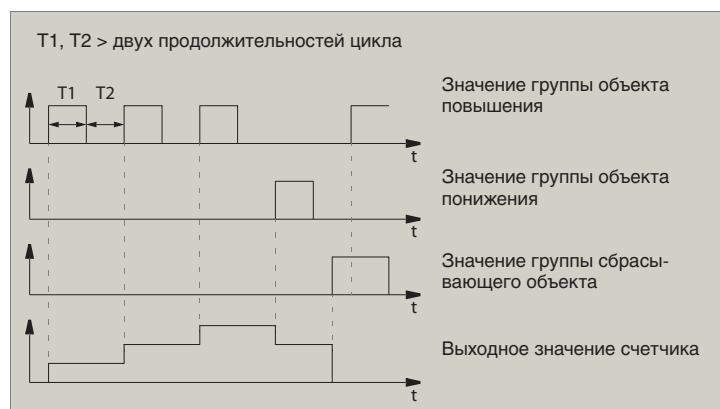 T1, T2 > двух продолжительностей цикла
T1 T2
Значение группы объекта
повышения
t
Значение группы объекта
понижения
t
Значение группы сбрасы-
вающего объекта
t
Выходное значение счетчика
t